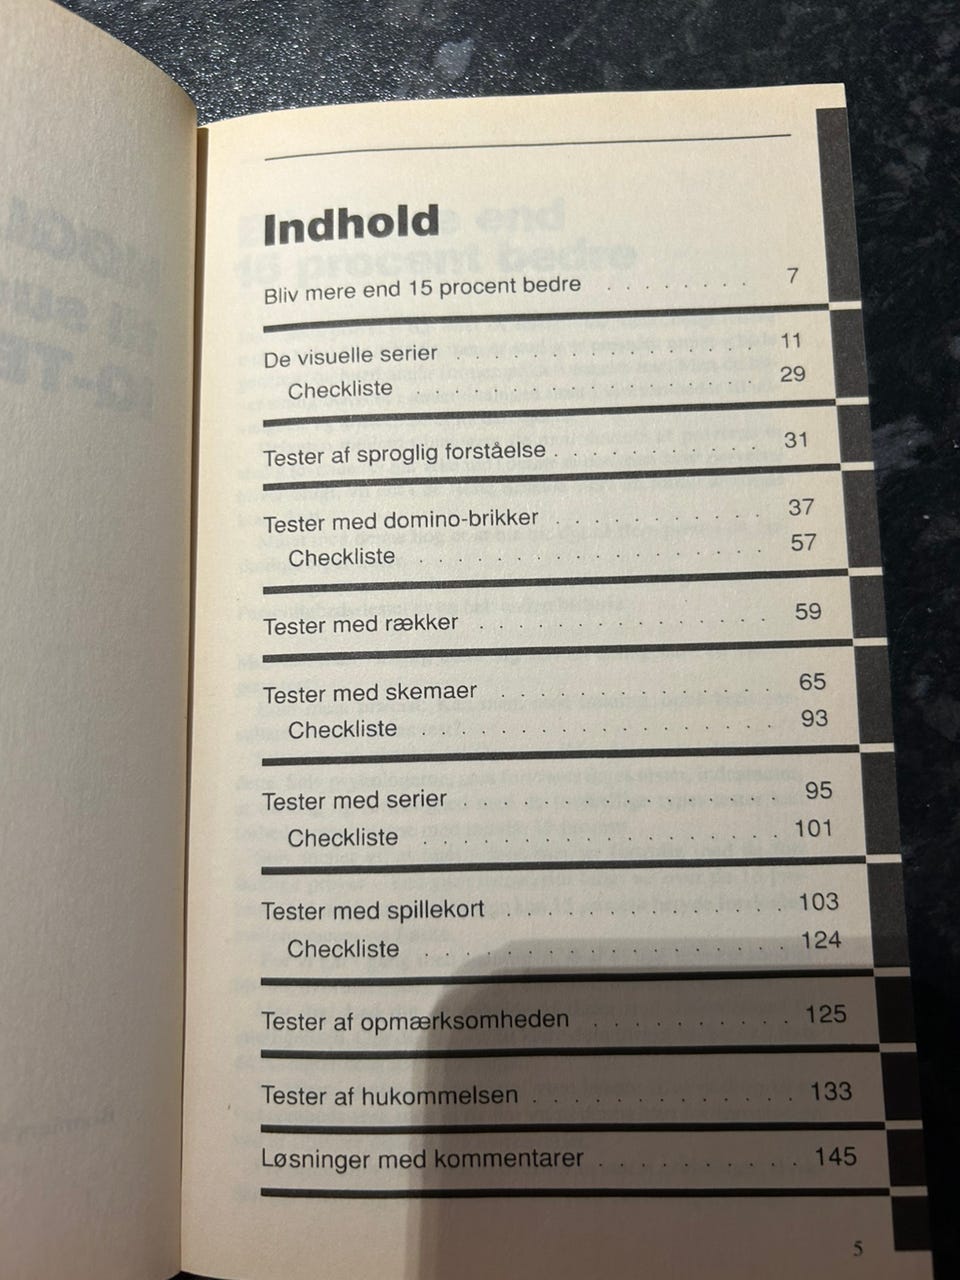 Indhold
Bliv mere end 15 procent bedre . . . . . . . . 7
De visuelle serier . . . . . . . . . . . . . . . . 11
Checkliste . . . . . . . . . . . . . . . . . . 29
Tester af sproglig forståelse . . . . . . . . . . . 31
Tester med domino-brikker . . . . . . . . . . . 37
Checkliste . . . . . . . . . . . . . . . . . 57
Tester med rækker . . . . . . . . . . . . . . 59
Tester med skemaer . . . . . . . . . . . . . 65
Checkliste . . . . . . . . . . . . . . . . . 93
Tester med serier . . . . . . . . . . . . . . . 95
Checkliste . . . . . . . . . . . . . . . . . 101
Tester med spillekort . . . . . . . . . . . . . 103
Checkliste . . . . . . . . . . . . . . . . . 124
Tester af opmærksomheden . . . . . . . . . . 125
Tester af hukommelsen . . . . . . . . . . . . . 133
Løsninger med kommentarer . . . . . . . . . 145
5